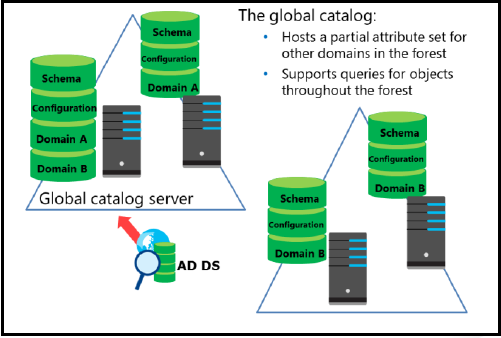 The global catalog:
• Hosts a partial attribute set for
other domains in the forest
• Supports queries for objects
throughout the forest
Schema
Configuration
Domain A
Schema
Configuration
Domain A
Domain B
Global catalog server
AD DS
Schema
Configuration
Domain B
Schema
Configuration
Domain B